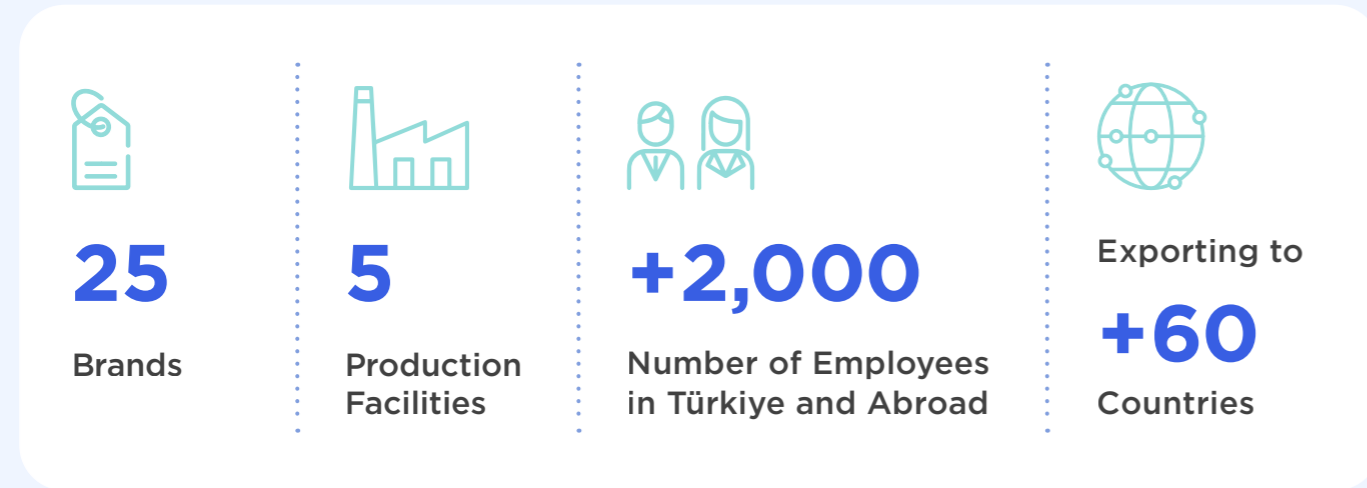 25
Brands
5
Production
Facilities
+2,000
Number of Employees
in Türkiye and Abroad
Exporting to
+60
Countries